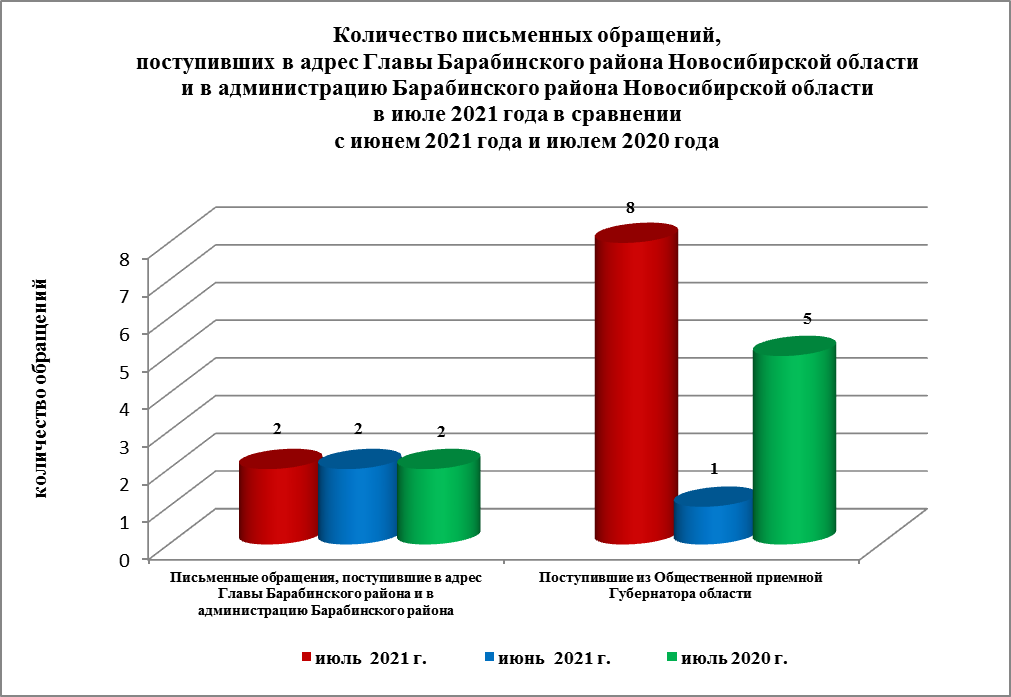 Количество письменных обращений,
поступивших в адрес Главы Барабинского района Новосибирской области
и в администрацию Барабинского района Новосибирской области
в июле 2021 года в сравнении
с июнем 2021 года и июлем 2020 года
количество обращений
8
7
6
5
4
3
2
1
0
2
2
2
8
1
5
Письменные обращения, поступившие в адрес
Главы Барабинского района и в
администрацию Барабинского района
Поступившие из Общественной приемной
Губернатора области
июль 2021 г.
июнь 2021 г.
июль 2020 г.